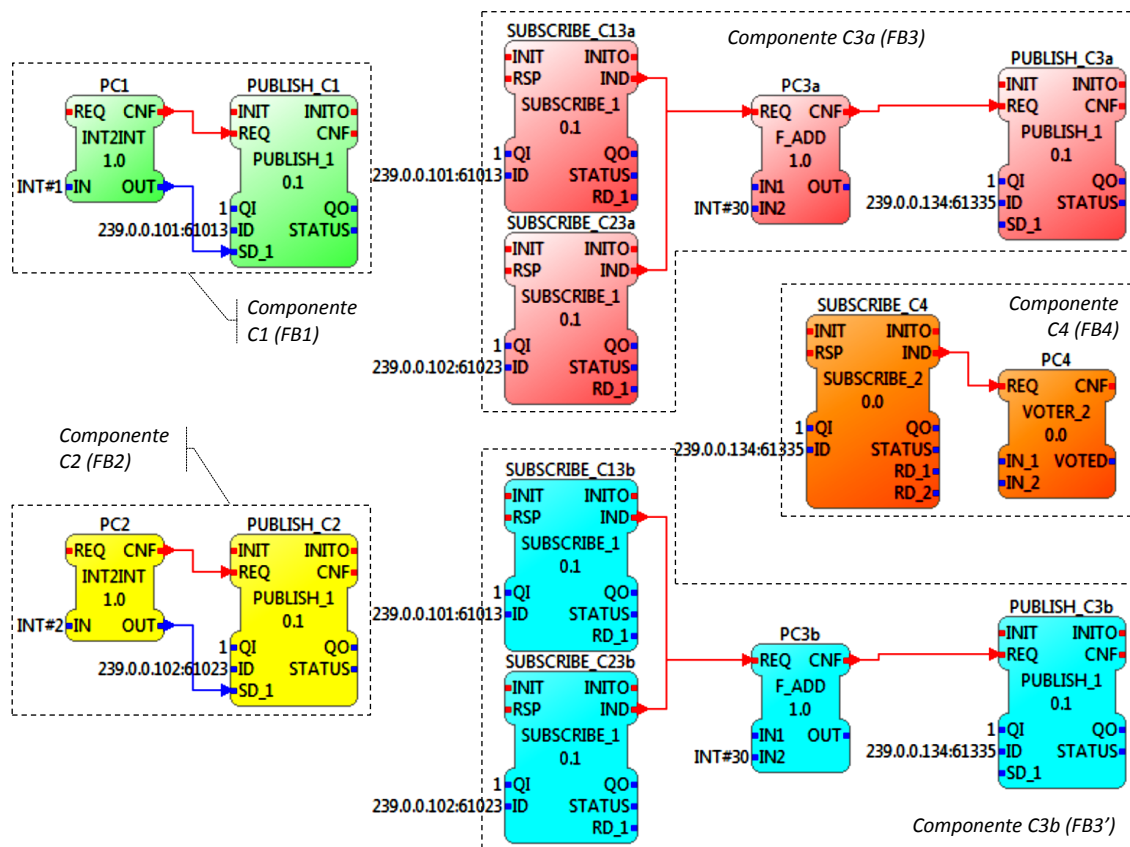 PC1
REQ CNF
INT2INT
1.0
INT#1
IN OUT
PUBLISH_C1
INIT INITO
REQ CNF
PUBLISH_1
0.1
1
QI QO
239.0.0.101:61013
ID STATUS
SD_1
Componente
C1 (FB1)
Componente
C2 (FB2)
PC2
REQ CNF
INT2INT
1.0
INT#2
IN OUT
PUBLISH_C2
INIT INITO
REQ CNF
PUBLISH_1
0.1
1
QI QO
239.0.0.102:61023
ID STATUS
SD_1
Componente C3a (FB3)
SUBSCRIBE_C13a
INIT INITO
RSP IND
SUBSCRIBE_1
0.1
1
QI QO
239.0.0.101:61013
ID STATUS
RD_1
SUBSCRIBE_C23a
INIT INITO
RSP IND
SUBSCRIBE_1
0.1
1
QI QO
239.0.0.102:61023
ID STATUS
RD_1
PC3a
REQ CNF
F_ADD
1.0
IN1 OUT
INT#30
IN2
PUBLISH_C3a
INIT INITO
REQ CNF
PUBLISH_1
0.1
1
QI QO
239.0.0.134:61335
ID STATUS
SD_1
Componente
C4 (FB4)
SUBSCRIBE_C4
INIT INITO
RSP IND
SUBSCRIBE_2
0.0
1
QI QO
239.0.0.134:61335
ID STATUS
RD_1
RD_2
PC4
REQ CNF
VOTER_2
0.0
IN_1 VOTED
IN_2
SUBSCRIBE_C13b
INIT INITO
RSP IND
SUBSCRIBE_1
0.1
1
QI QO
239.0.0.101:61013
ID STATUS
RD_1
SUBSCRIBE_C23b
INIT INITO
RSP IND
SUBSCRIBE_1
0.1
1
QI QO
239.0.0.102:61023
ID STATUS
RD_1
PC3b
REQ CNF
F_ADD
1.0
IN1 OUT
INT#30
IN2
PUBLISH_C3b
INIT INITO
REQ CNF
PUBLISH_1
0.1
1
QI QO
239.0.0.134:61335
ID STATUS
SD_1
Componente C3b (FB3’)